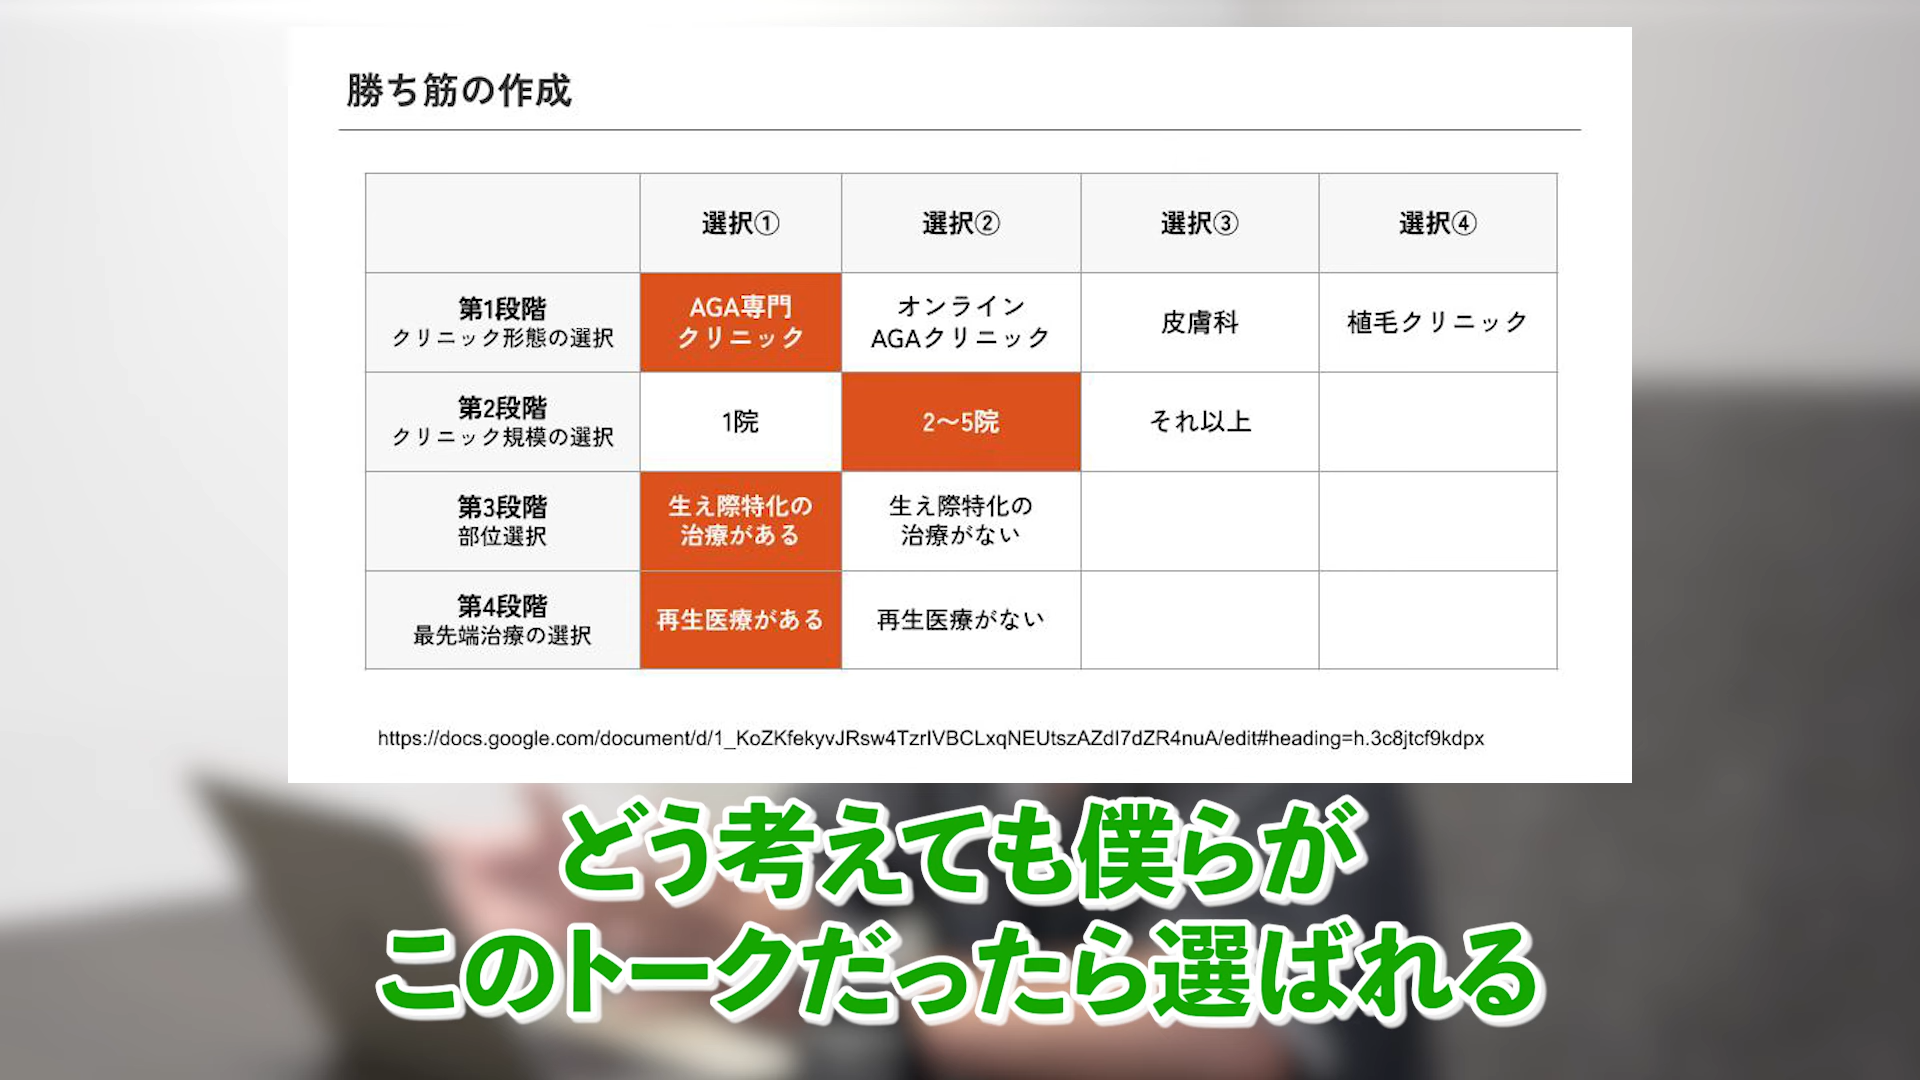 勝ち筋の作成
選択①
選択②
選択③
選択④
第1段階
クリニック形態の選択
AGA専門
クリニック
オンライン
AGAクリニック
皮膚科
植毛クリニック
第2段階
クリニック規模の選択
1院
2〜5院
それ以上
第3段階
部位選択
生え際特化の
治療がある
生え際特化の
治療がない
第4段階
最先端治療の選択
再生医療がある
再生医療がない
https://docs.google.com/document/d/1_KoZKfekyvJRsw4TzrIVBCLxqNEUtszAZdI7dZR4nuA/edit#heading=h.3c8jtcf9kdpx
どう考えても僕らが
このトークだったら選ばれる